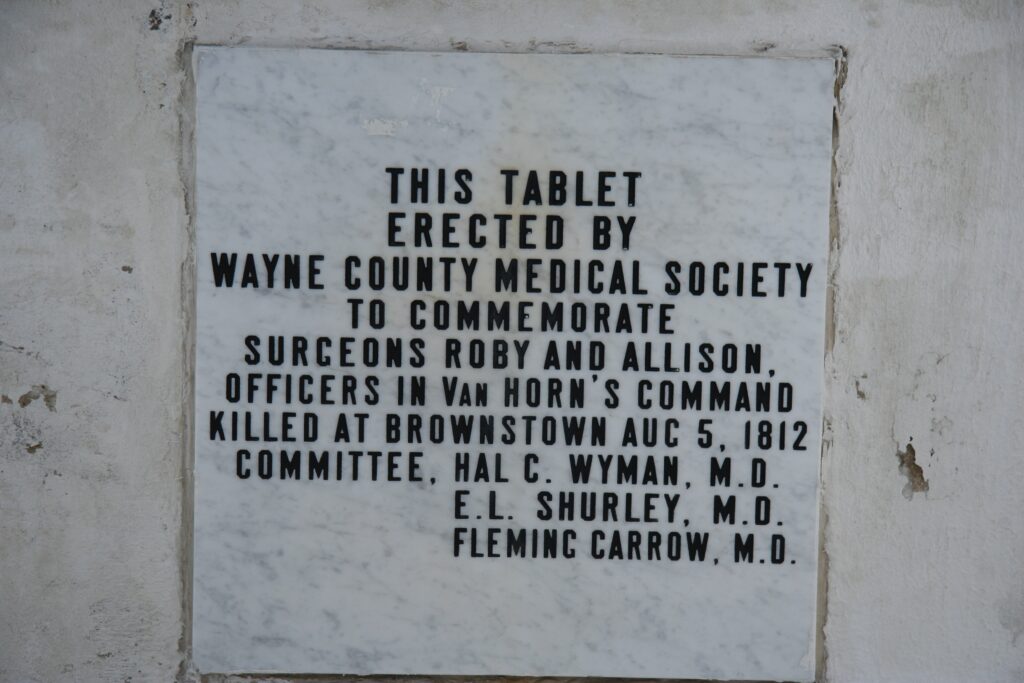 THIS TABLET
ERECTED BY
WAYNE COUNTY MEDICAL SOCIETY
TO COMMEMORATE
SURGEONS ROBY AND ALLISON,
OFFICERS IN VAN HORN'S COMMAND
KILLED AT BROWNSTOWN AUG 5, 1812
COMMITTEE, HAL C. WYMAN, M.D.
E.L. SHURLEY, M.D.
FLEMING CARROW, M.D.